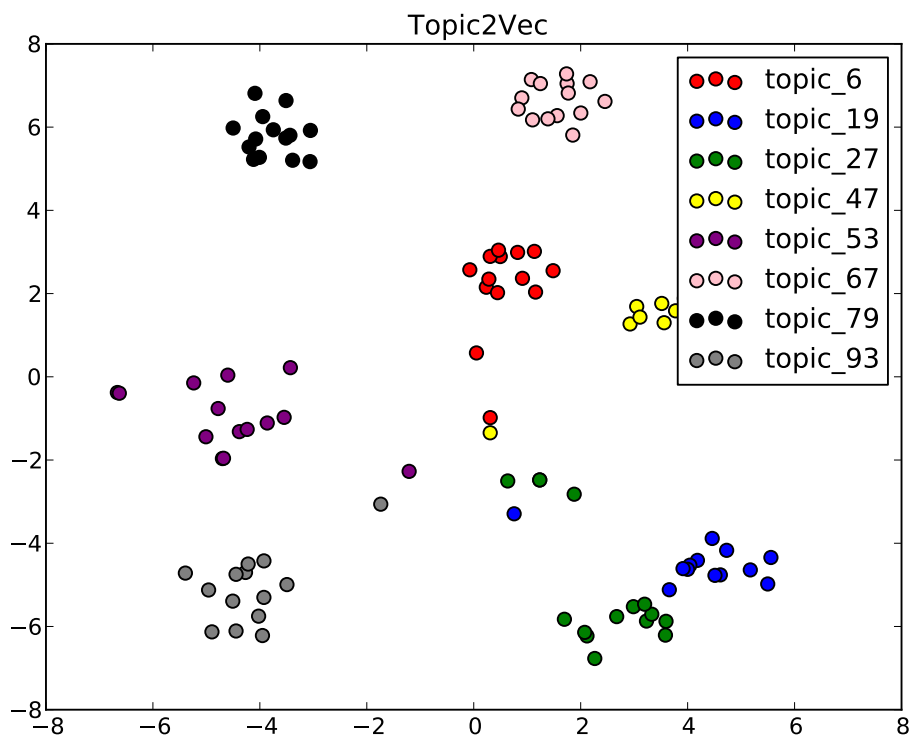 Topic2Vec
8
6
4
2
0
−2
−4
−6
−8
−8 −6 −4 −2 0 2 4 6 8
topic_6
topic_19
topic_27
topic_47
topic_53
topic_67
topic_79
topic_93